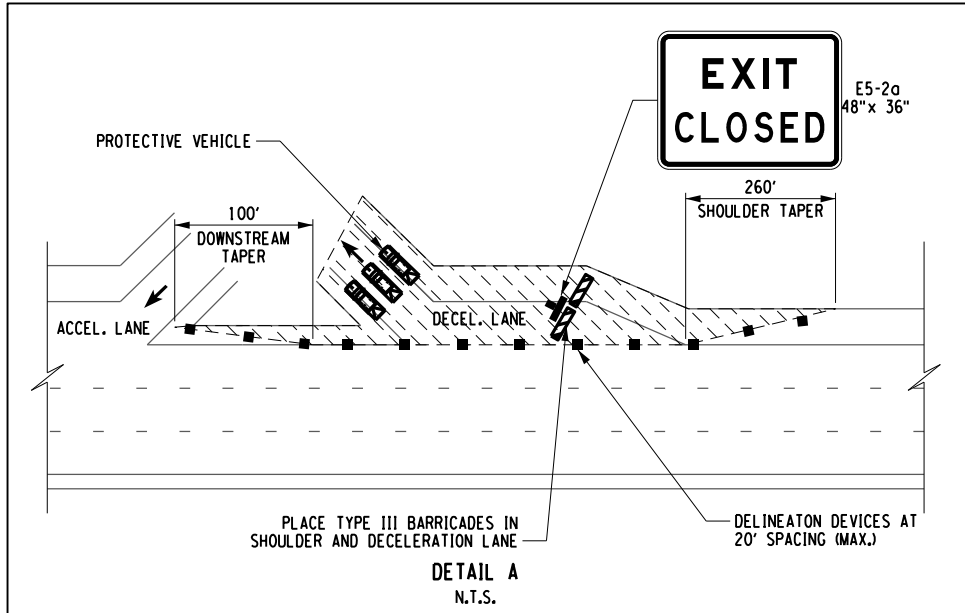 EXIT
CLOSED
E5-2a
48"x 36"
PROTECTIVE VEHICLE
100'
DOWNSTREAM
TAPER
260'
SHOULDER TAPER
ACCEL. LANE
DECEL. LANE
PLACE TYPE III BARRICADES IN
SHOULDER AND DECELERATION LANE
DELINEATON DEVICES AT
20' SPACING (MAX.)
DETAIL A
N.T.S.